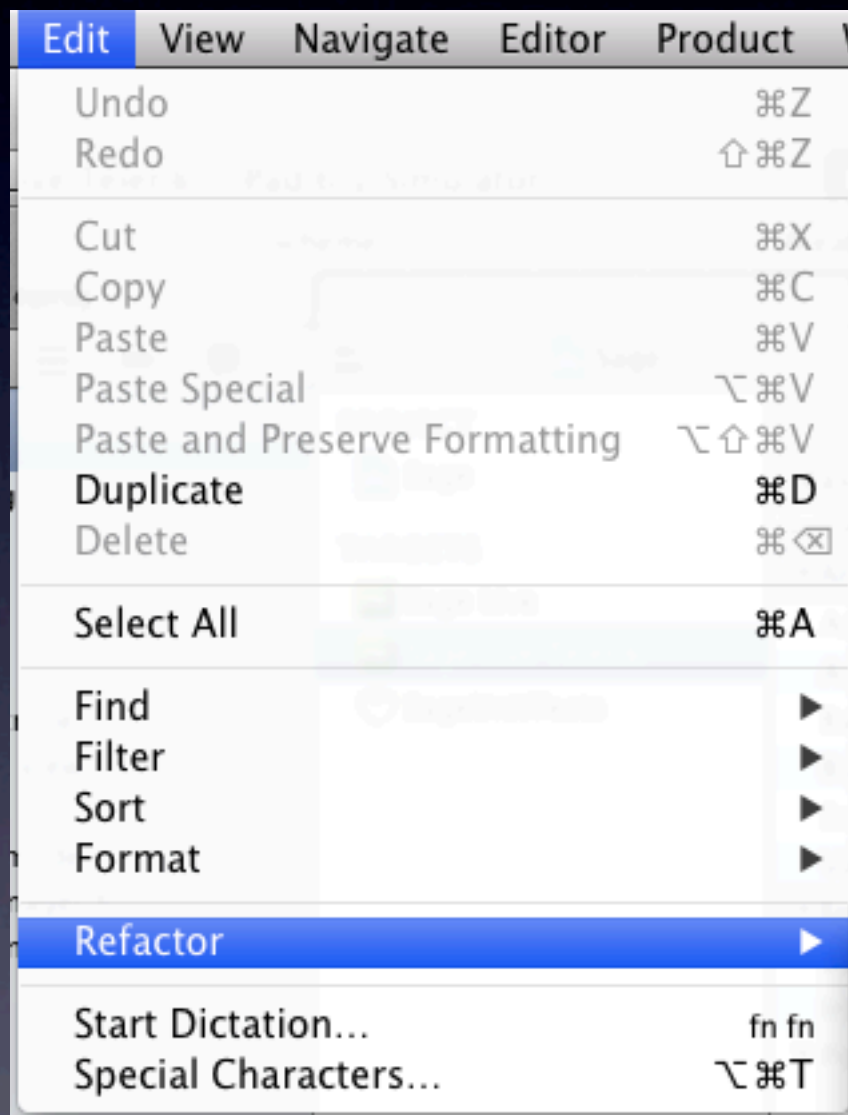 Edit View Navigate Editor Product
Undo ⌘Z
Redo ⇧⌘Z
Cut ⌘X
Copy ⌘C
Paste ⌘V
Paste Special ⌥⌘V
Paste and Preserve Formatting ⌥⇧⌘V
Duplicate ⌘D
Delete ⌘⌫
Select All ⌘A
Find ▶
Filter ▶
Sort ▶
Format ▶
Refactor ▶
Start Dictation... fn fn
Special Characters... ⌥⌘T